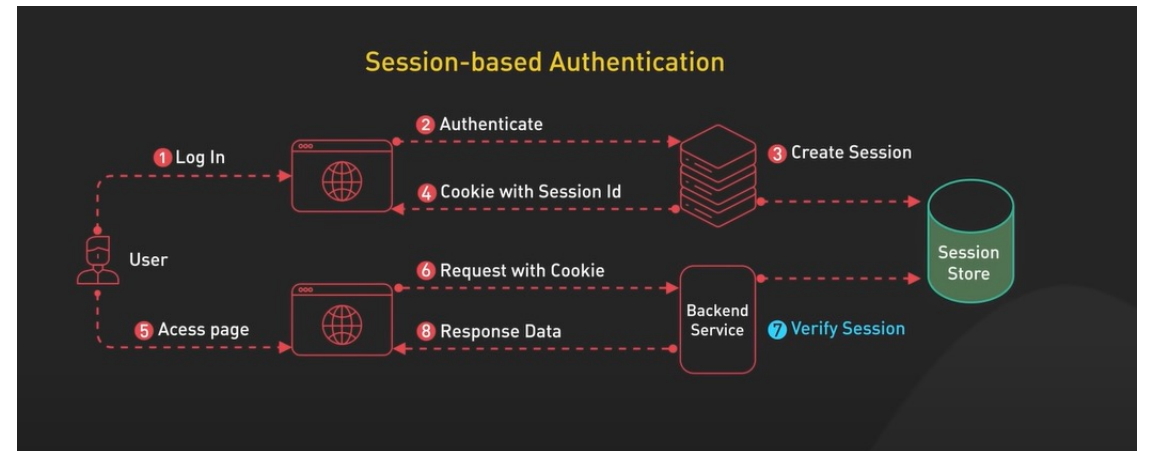 Session-based Authentication
2 Authenticate
1 Log In
3 Create Session
4 Cookie with Session Id
User
Session
Store
6 Request with Cookie
Backend
Service
5 Acess page
8 Response Data
7 Verify Session